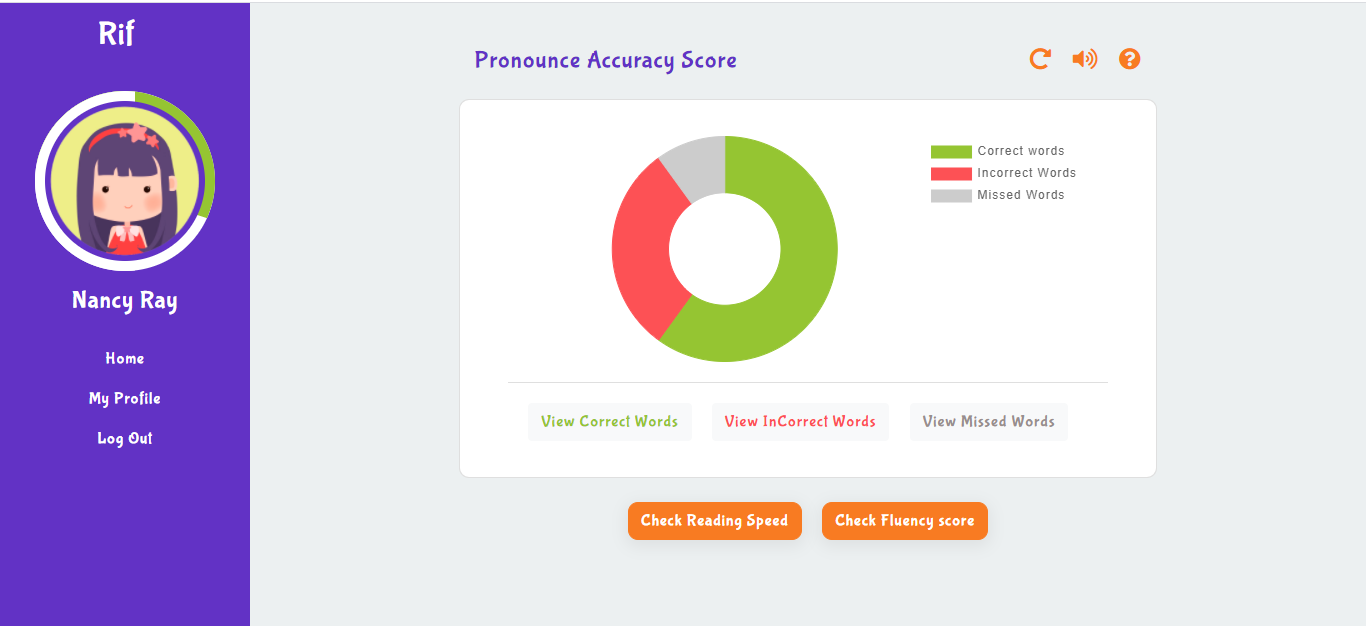 Rif
Nancy Ray
Home
My Profile
Log Out
Pronounce Accuracy Score
Correct words
Incorrect Words
Missed Words
View Correct Words
View InCorrect Words
View Missed Words
Check Reading Speed
Check Fluency score